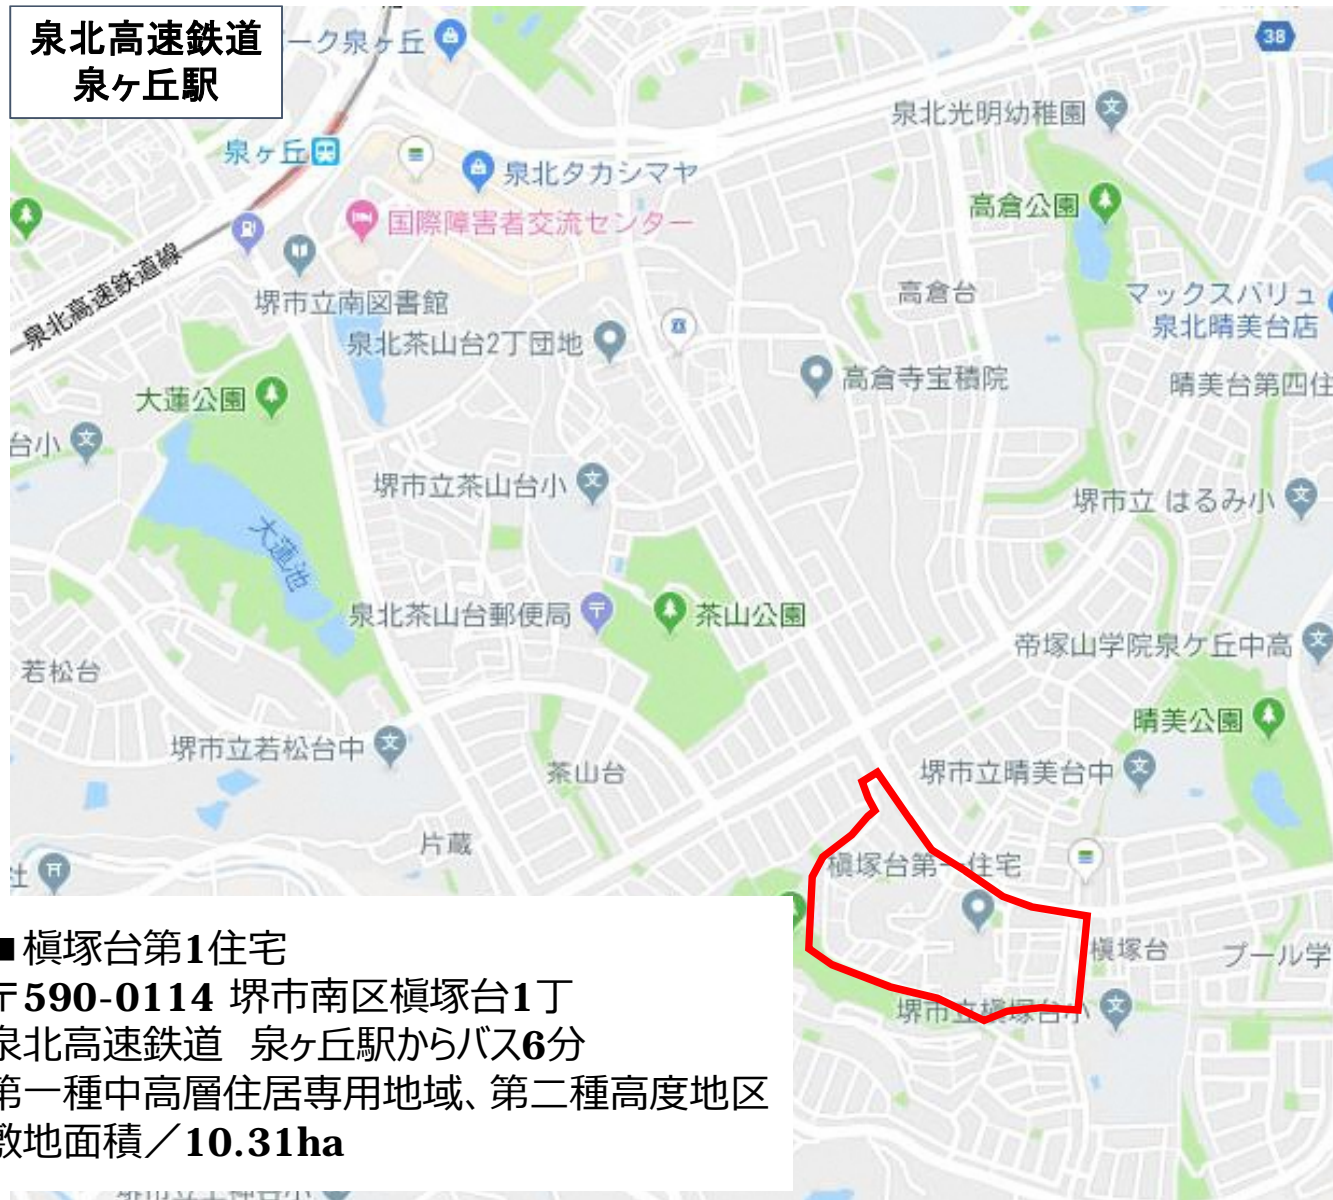 泉北高速鉄道
泉ヶ丘駅
ーク泉ヶ丘
38
泉北光明幼稚園
泉ヶ丘
泉北タカシマヤ
高倉公園
国際障害者交流センター
泉北高速鉄道線
堺市立南図書館
高倉台
マックスバリュ
泉北晴美台店
泉北茶山台2丁団地
高倉寺宝積院
晴美台第四住
大蓮公園
台小
堺市立茶山台小
堺市立 はるみ小
大蓮池
泉北茶山台郵便局
茶山公園
帝塚山学院泉ケ丘中高
若松台
晴美公園
堺市立若松台中
茶山台
堺市立晴美台中
片蔵
社
槇塚台第一住宅
槇塚台
プール学
堺市立槇塚台小
■槇塚台第1住宅
〒590-0114 堺市南区槇塚台1丁
泉北高速鉄道 泉ヶ丘駅からバス6分
第一種中高層住居専用地域、第二種高度地区
敷地面積／10.31ha